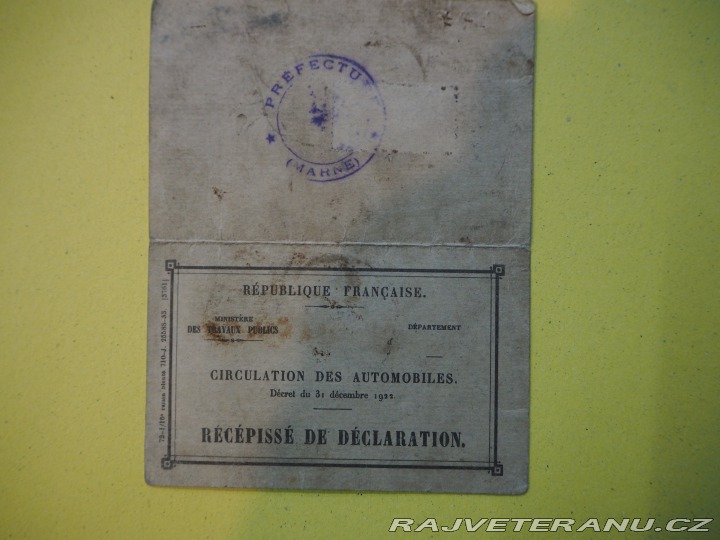 PRÉFECTU
★ ★
(MARNE)
RÉPUBLIQUE FRANÇAISE.
MINISTÈRE
DES TRAVAUX PUBLICS
DÉPARTEMENT
d
CIRCULATION DES AUTOMOBILES.
Décret du 31 décembre 1922.
RÉCÉPISSÉ DE DÉCLARATION.
RAJVETERANU.CZ